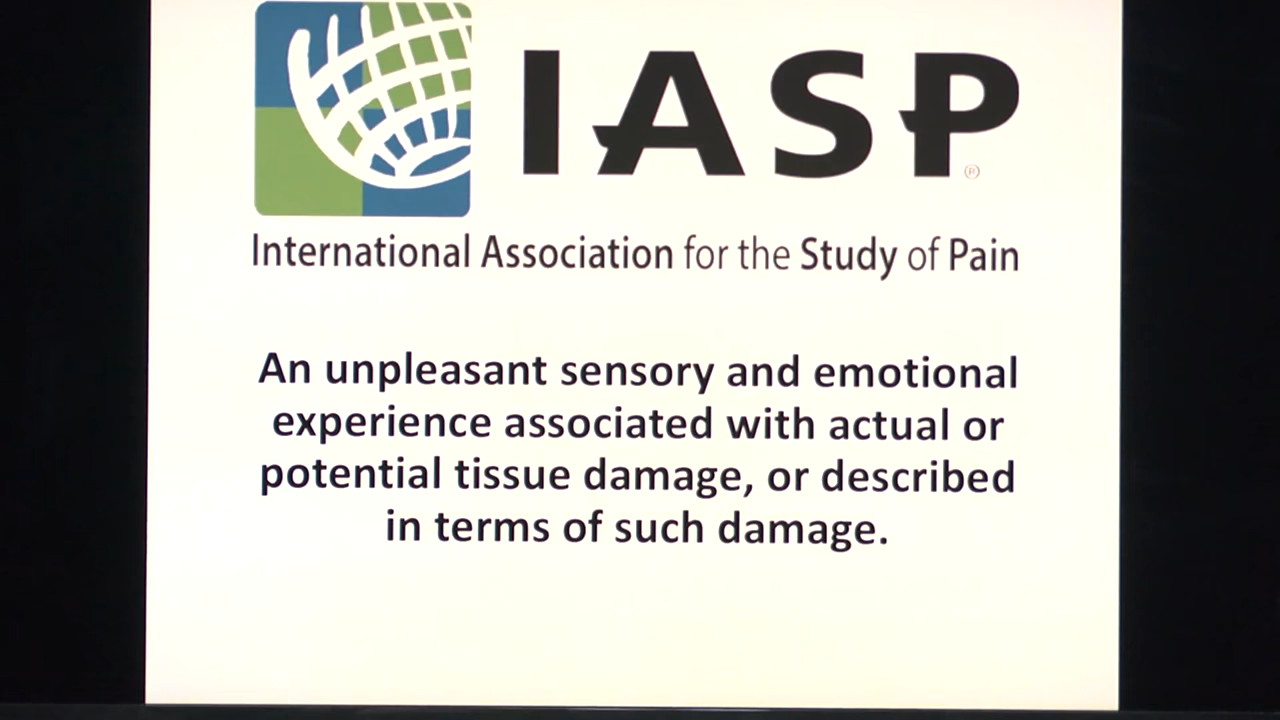 IASP®
International Association for the Study of Pain
An unpleasant sensory and emotional
experience associated with actual or
potential tissue damage, or described
in terms of such damage.